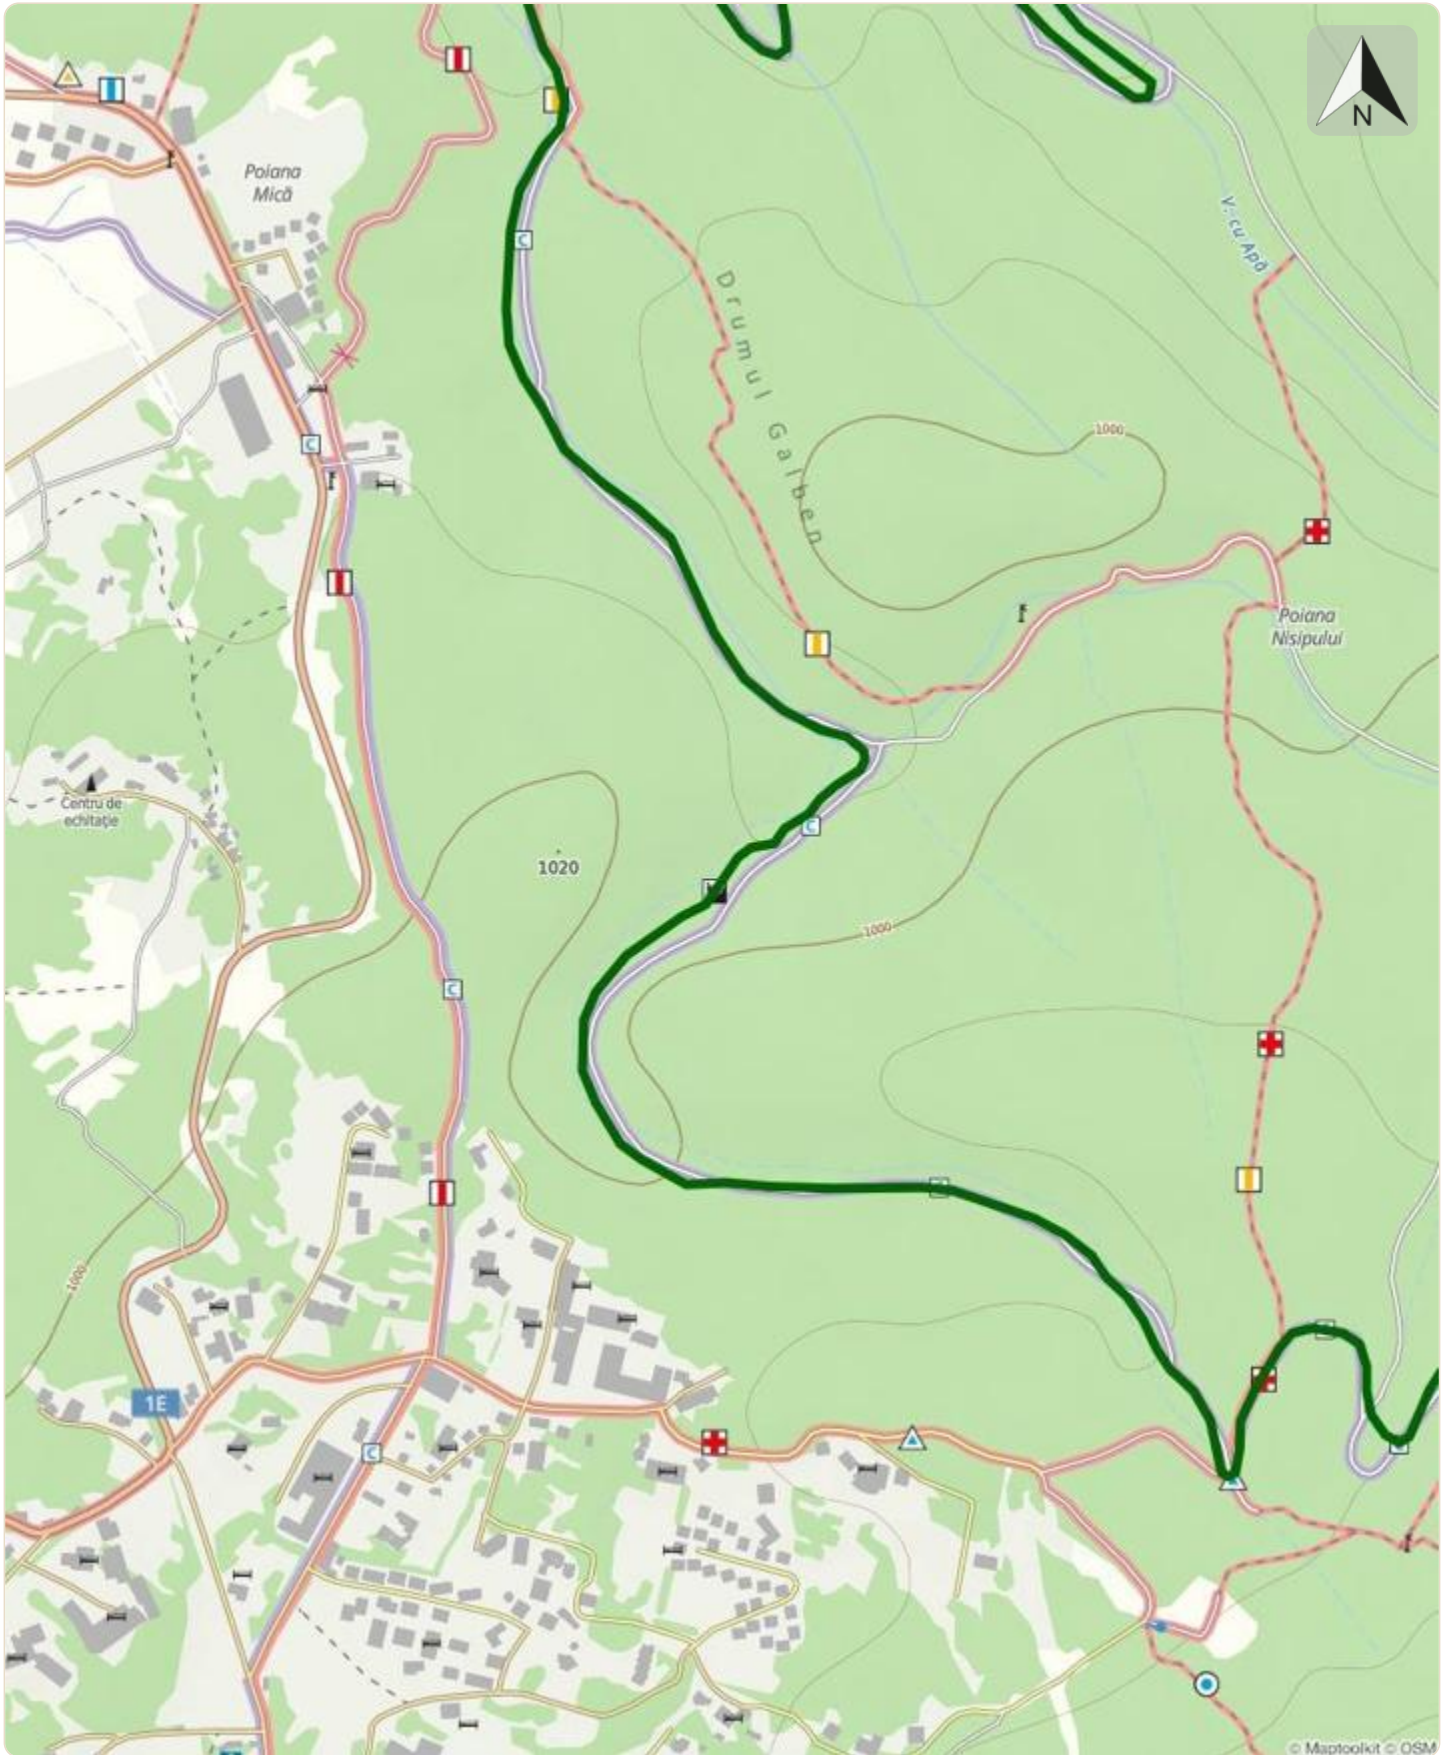 N
Poiana
Mică
C
V. cu Apă
Drumul Galben
1000
C
Poiana
Nisipului
Centru de
echitație
C
1020
1000
C
1000
1E
C
© Maptoolkit © OSM